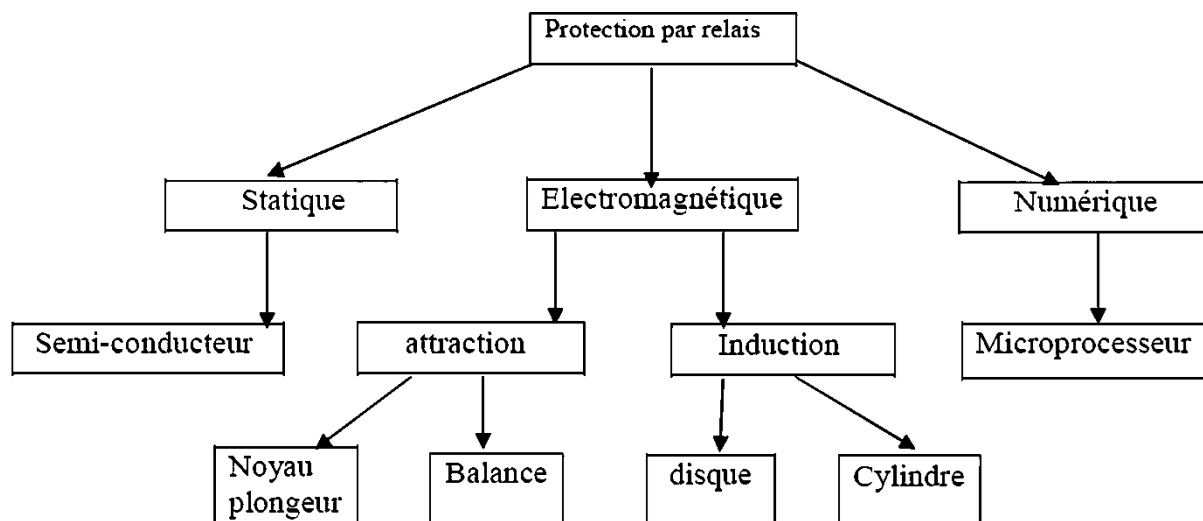 Protection par relais
Statique
Electromagnétique
Numérique
Semi-conducteur
attraction
Induction
Microprocesseur
Noyau
plongeur
Balance
disque
Cylindre